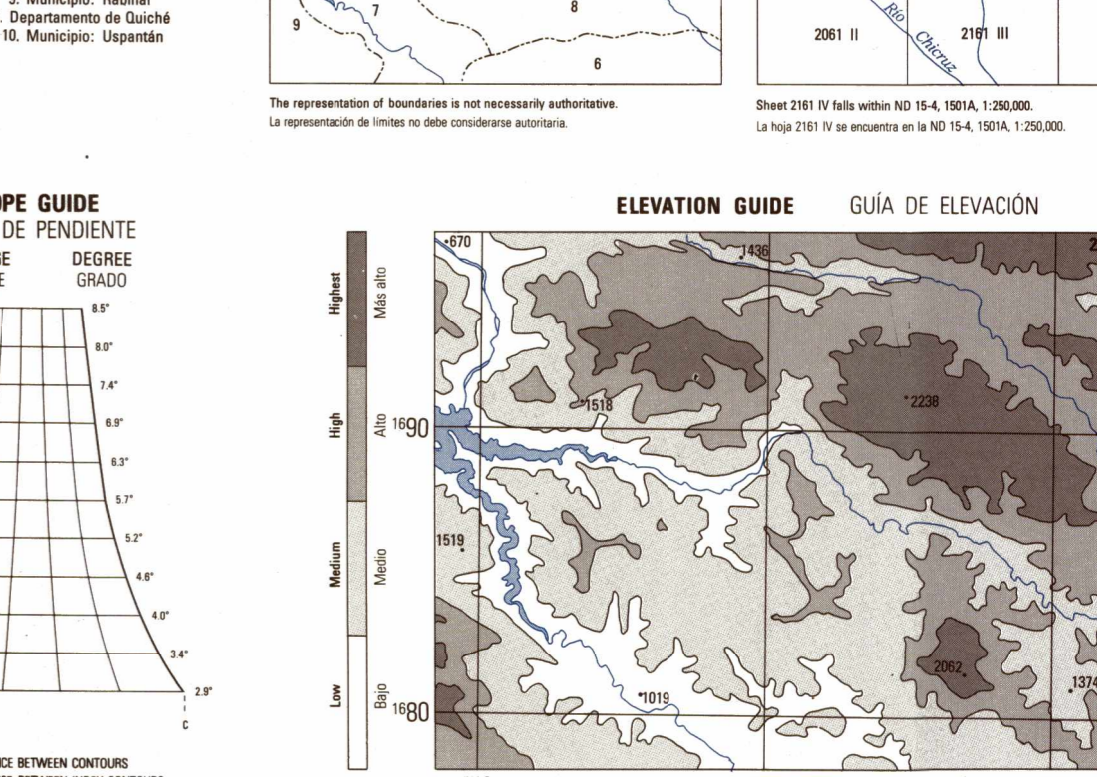 9. Municipio: Rabinal
. Departamento de Quiché
10. Municipio: Uspantán
7
8
9
6
The representation of boundaries is not necessarily authoritative.
La representación de límites no debe considerarse autoritaria.
Río Chicruz
2061 II
2161 III
Sheet 2161 IV falls within ND 15-4, 1501A, 1:250,000.
La hoja 2161 IV se encuentra en la ND 15-4, 1501A, 1:250,000.
OPE GUIDE
DE PENDIENTE
GE DEGREE
E GRADO
8.5°
8.0°
7.4°
6.9°
6.3°
5.7°
5.2°
4.6°
4.0°
3.4°
2.9°
C
NCE BETWEEN CONTOURS
ELEVATION GUIDE GUÍA DE ELEVACIÓN
Highest Más alto
High Alto
Medium Medio
Low Bajo
670
1436
2
1518
2238
1690
1519
2062
1374
1019
1680